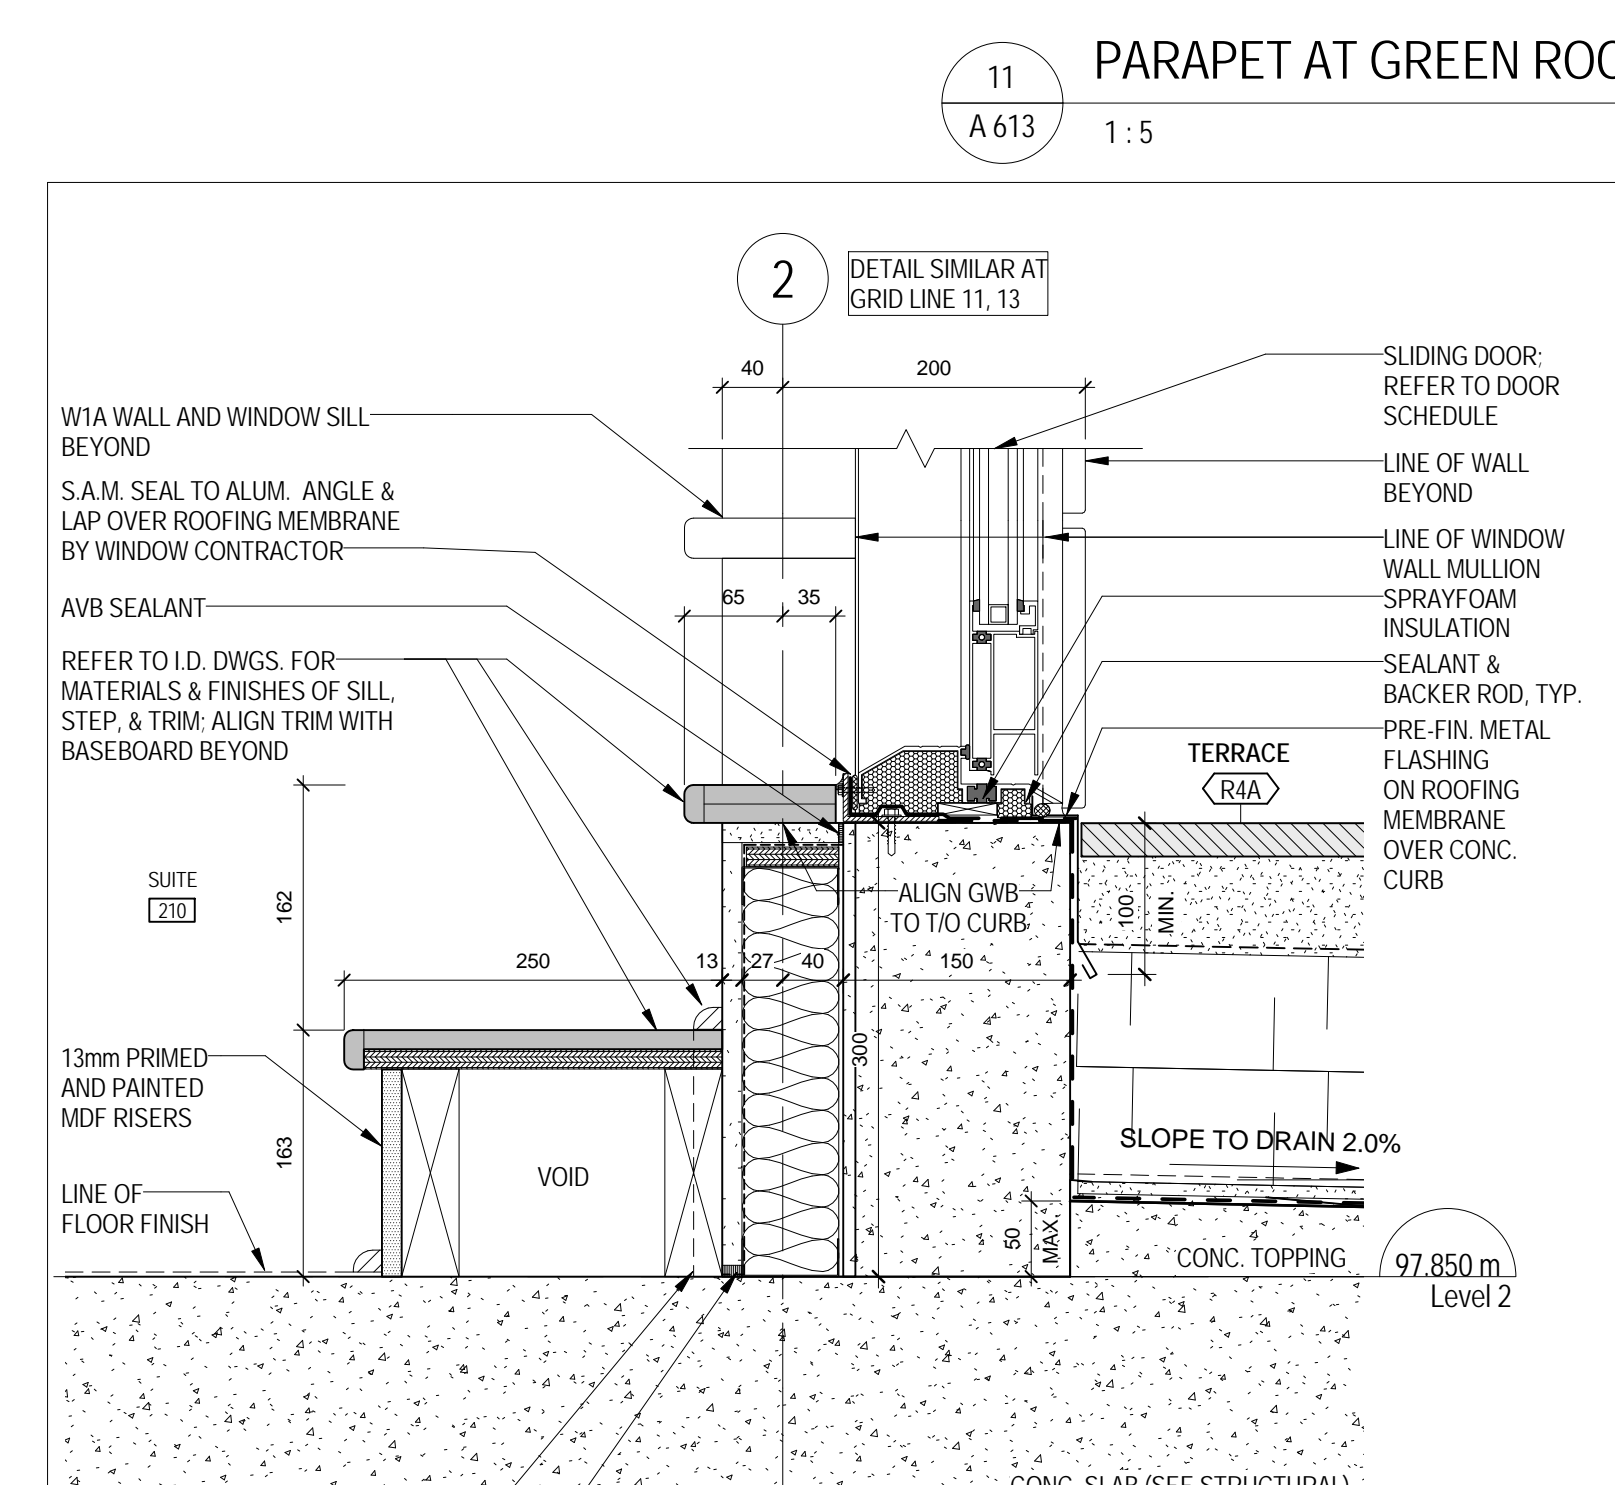 11
A 613
PARAPET AT GREEN ROO
1 : 5
2
DETAIL SIMILAR AT
GRID LINE 11, 13
40
200
W1A WALL AND WINDOW SILL
BEYOND
S.A.M. SEAL TO ALUM. ANGLE &
LAP OVER ROOFING MEMBRANE
BY WINDOW CONTRACTOR
AVB SEALANT
REFER TO I.D. DWGS. FOR
MATERIALS & FINISHES OF SILL,
STEP, & TRIM; ALIGN TRIM WITH
BASEBOARD BEYOND
65
35
SLIDING DOOR;
REFER TO DOOR
SCHEDULE
LINE OF WALL
BEYOND
LINE OF WINDOW
WALL MULLION
SPRAYFOAM
INSULATION
SEALANT &
BACKER ROD, TYP.
PRE-FIN. METAL
FLASHING
ON ROOFING
MEMBRANE
OVER CONC.
CURB
TERRACE
R4A
SUITE
210
162
ALIGN GWB
TO T/O CURB
100
MIN.
250
13
27
40
150
300
13mm PRIMED
AND PAINTED
MDF RISERS
163
VOID
LINE OF
FLOOR FINISH
SLOPE TO DRAIN 2.0%
50
MAX.
CONC. TOPPING
97.850 m
Level 2
CONC. SLAB (SEE STRUCTURAL)